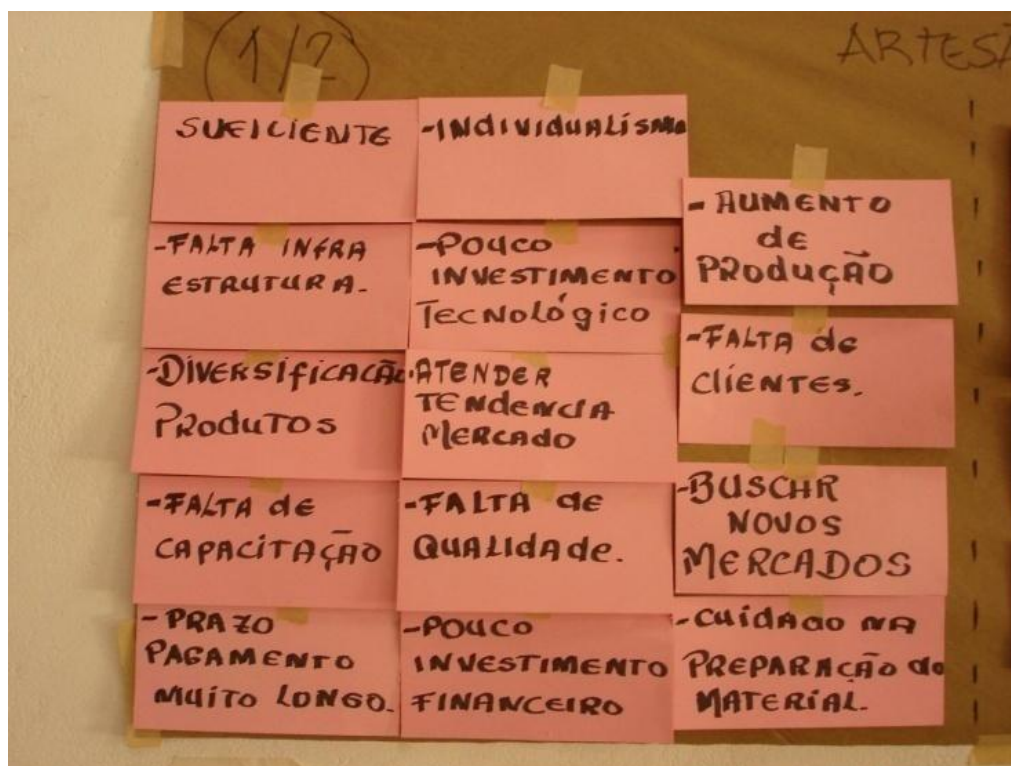 (1/2)
ARTESÃ
SUFICIENTE
-INDIVIDUALISMO
-FALTA INFRA
ESTRUTURA.
-POUCO
INVESTIMENTO
TECNOLÓGICO
-AUMENTO
DE
PRODUÇÃO
-DIVERSIFICAÇÃO
PRODUTOS
-ATENDER
TENDENCIA
MERCADO
-FALTA de
CLIENTES.
-FALTA de
CAPACITAÇÃO
-FALTA de
QUALIDADE.
-BUSCAR
NOVOS
MERCADOS
-PRAZO
PAGAMENTO
MUITO LONGO.
-POUCO
INVESTIMENTO
FINANCEIRO
-CUIDADO NA
PREPARAÇÃO do
MATERIAL.